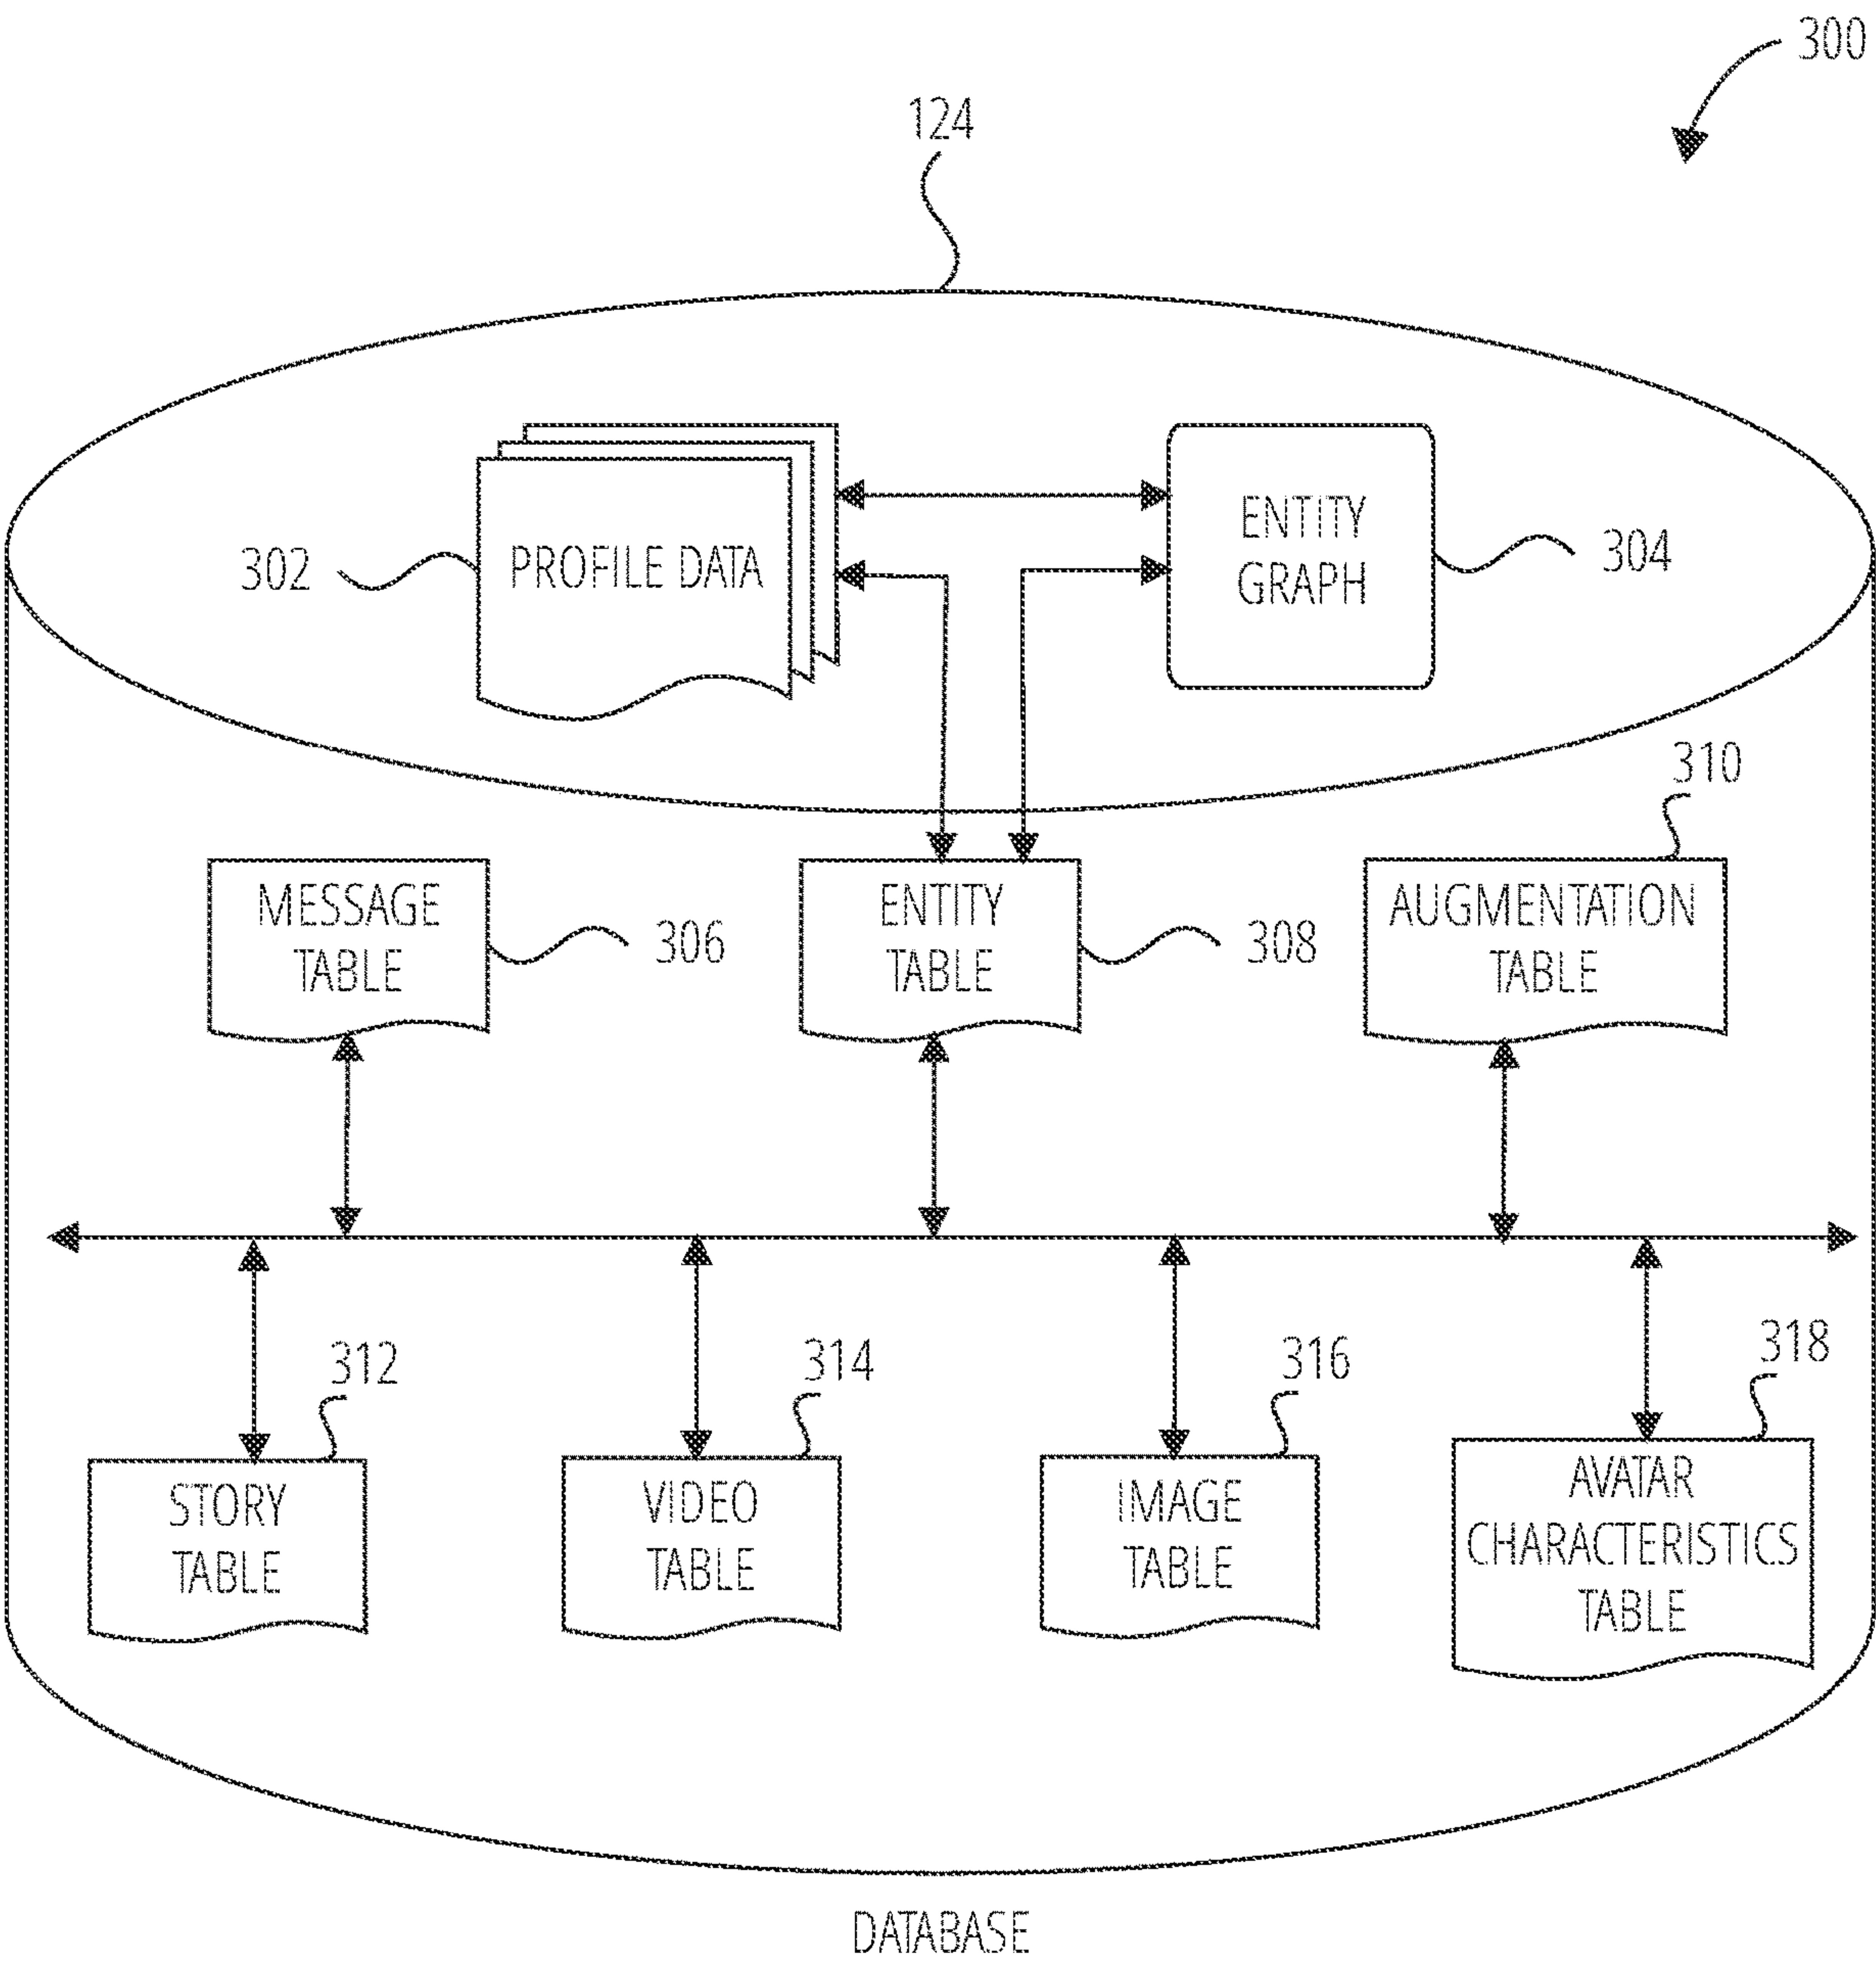 300
124
302
PROFILE DATA
ENTITY
GRAPH
304
310
MESSAGE
TABLE
306
ENTITY
TABLE
308
AUGMENTATION
TABLE
312
314
316
318
STORY
TABLE
VIDEO
TABLE
IMAGE
TABLE
AVATAR
CHARACTERISTICS
TABLE
DATABASE